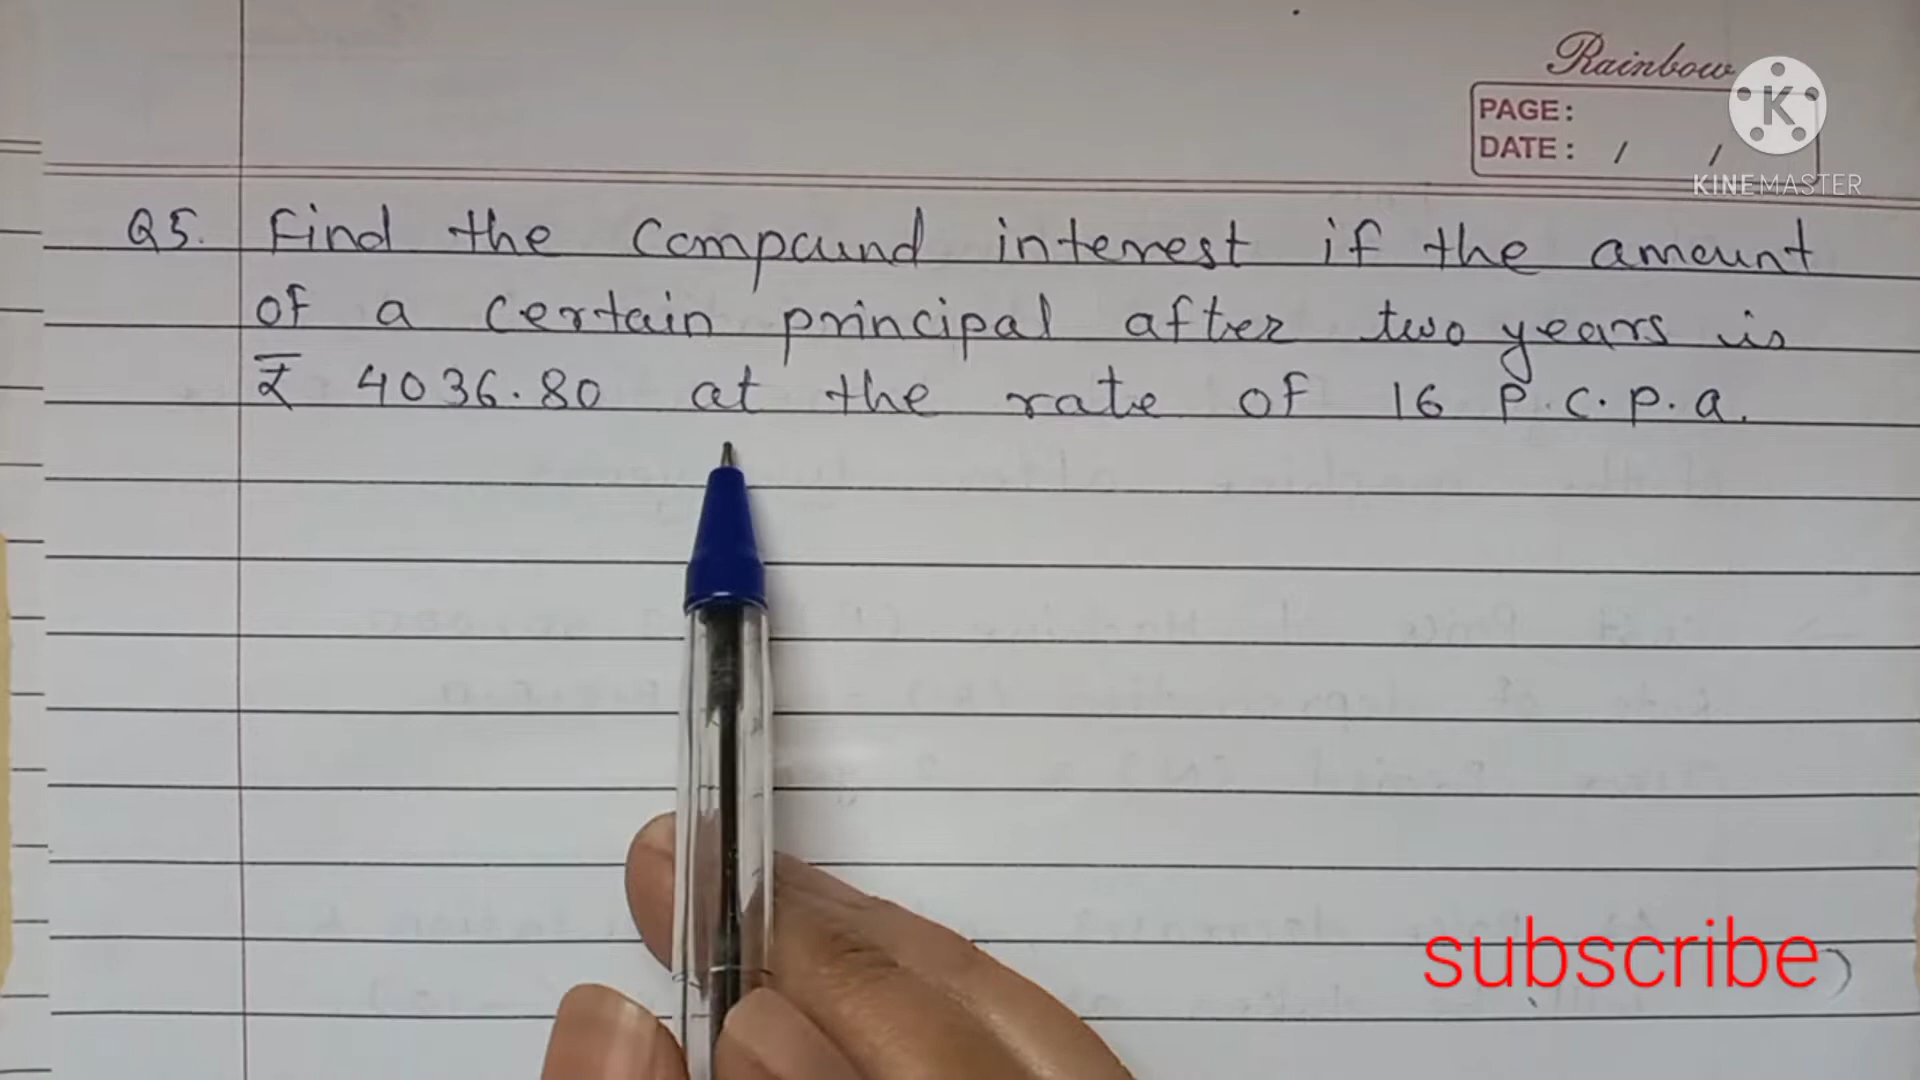 Rainbow
PAGE:
DATE: / /
K
KINEMASTER
Q5. Find the compound interest if the amount
of a certain principal after two years is
₹ 4036.80 at the rate of 16 p.c.p.a.
subscribe